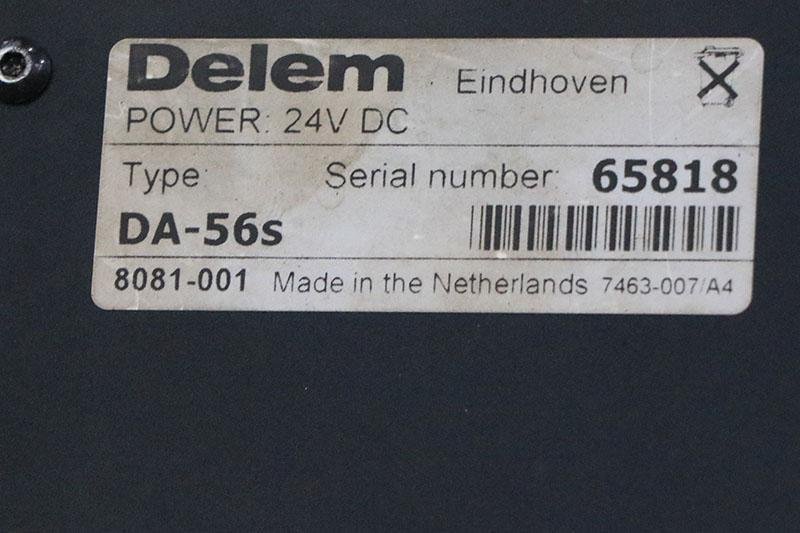 Delem Eindhoven
POWER: 24V DC
Type: Serial number: 65818
DA-56s
8081-001 Made in the Netherlands 7463-007/A4